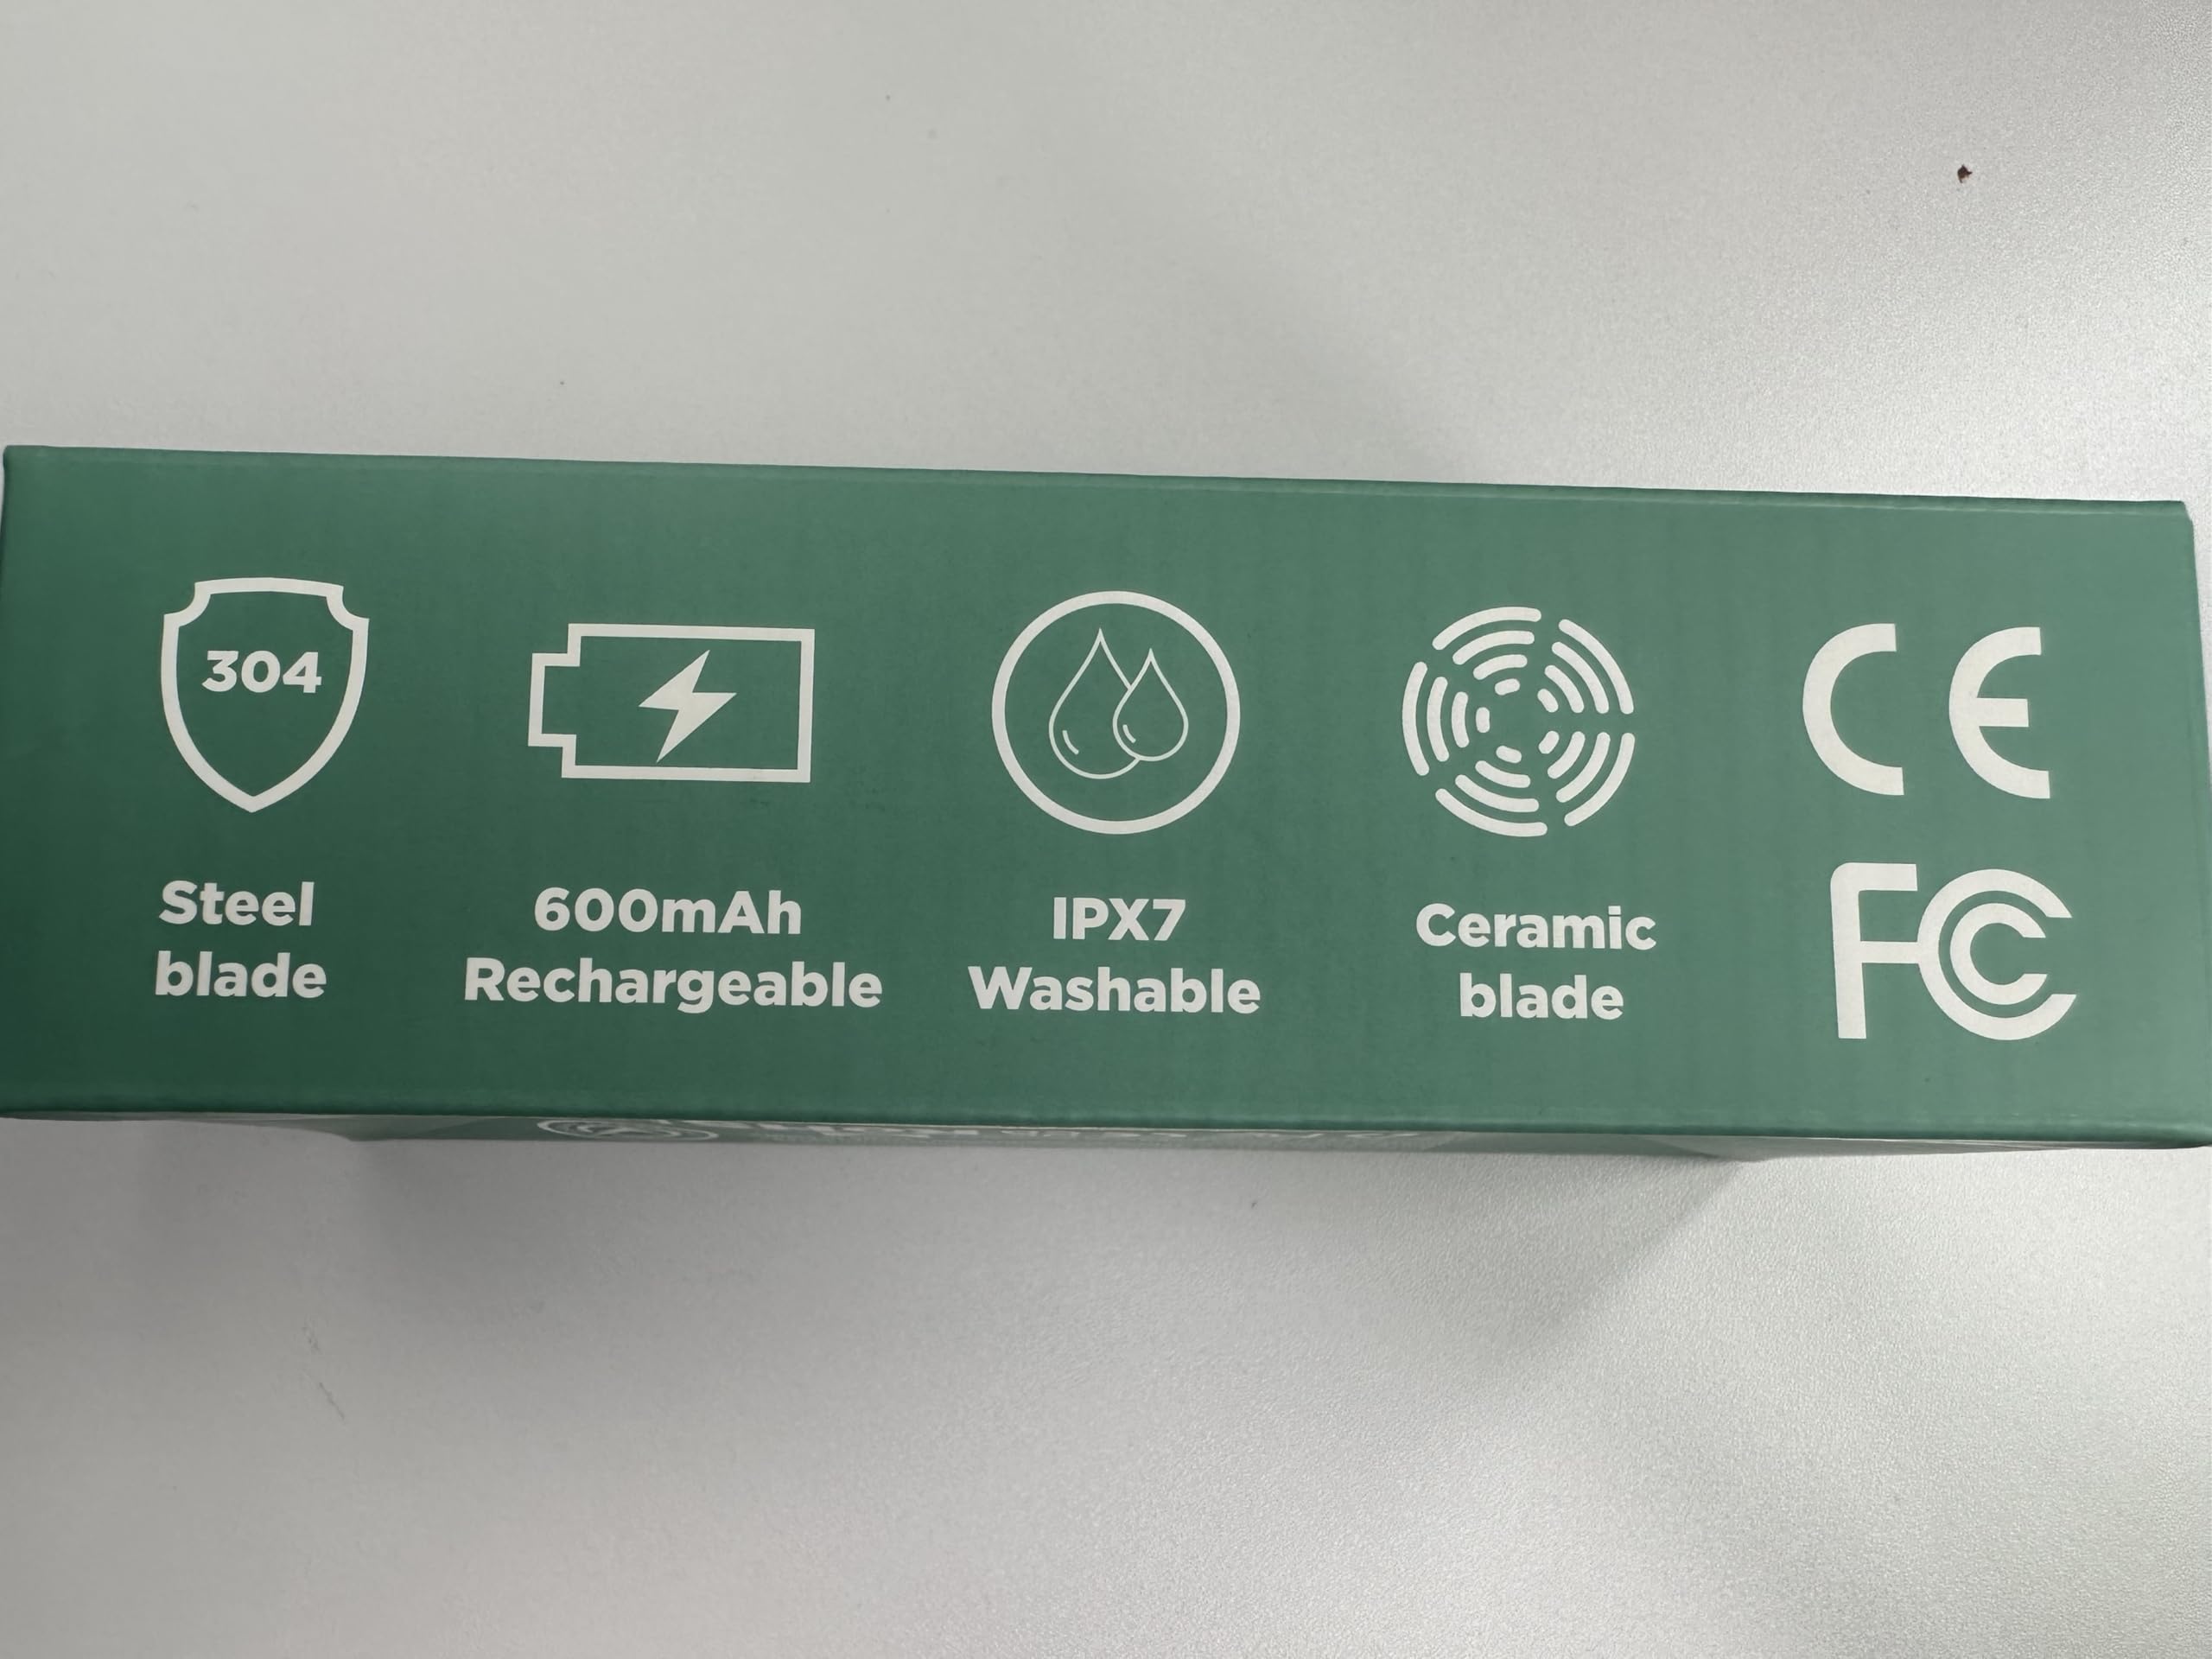 304
Steel
blade
600mAh
Rechargeable
IPX7
Washable
Ceramic
blade
CE
FC